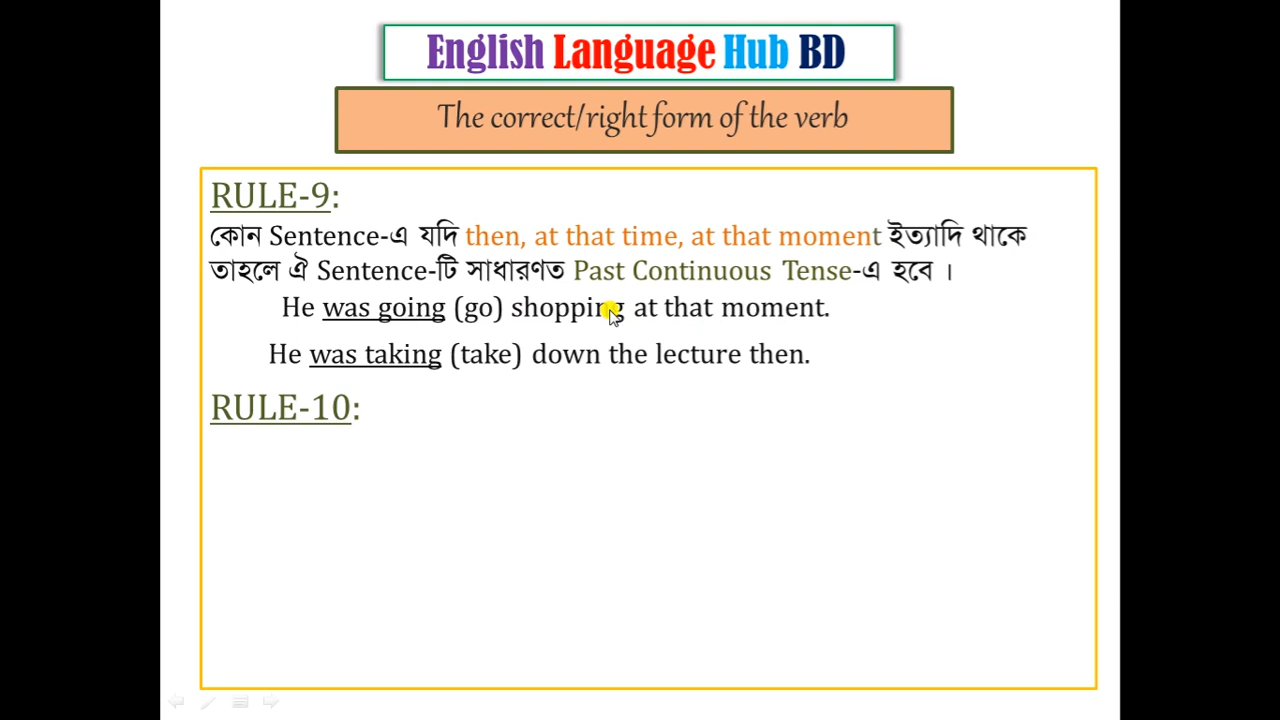 English Language Hub BD
The correct/right form of the verb
RULE-9:
কোন Sentence-এ যদি then, at that time, at that moment ইত্যাদি থাকে
তাহলে ঐ Sentence-টি সাধারণত Past Continuous Tense-এ হবে ।
He was going (go) shopping at that moment.
He was taking (take) down the lecture then.
RULE-10: